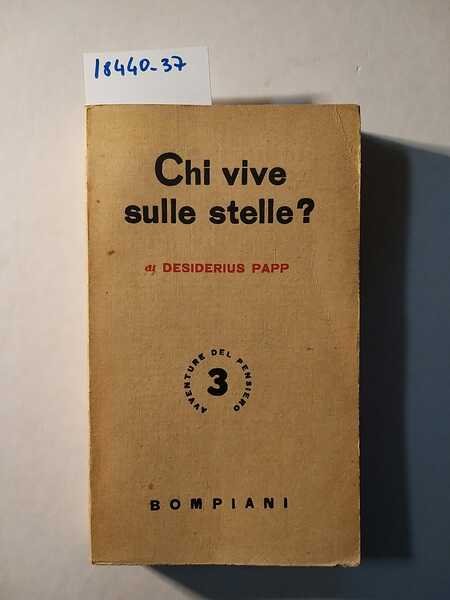 18440-37
Chi vive
sulle stelle?
di DESIDERIUS PAPP
AVVENTURE DEL PENSIERO
3
BOMPIANI